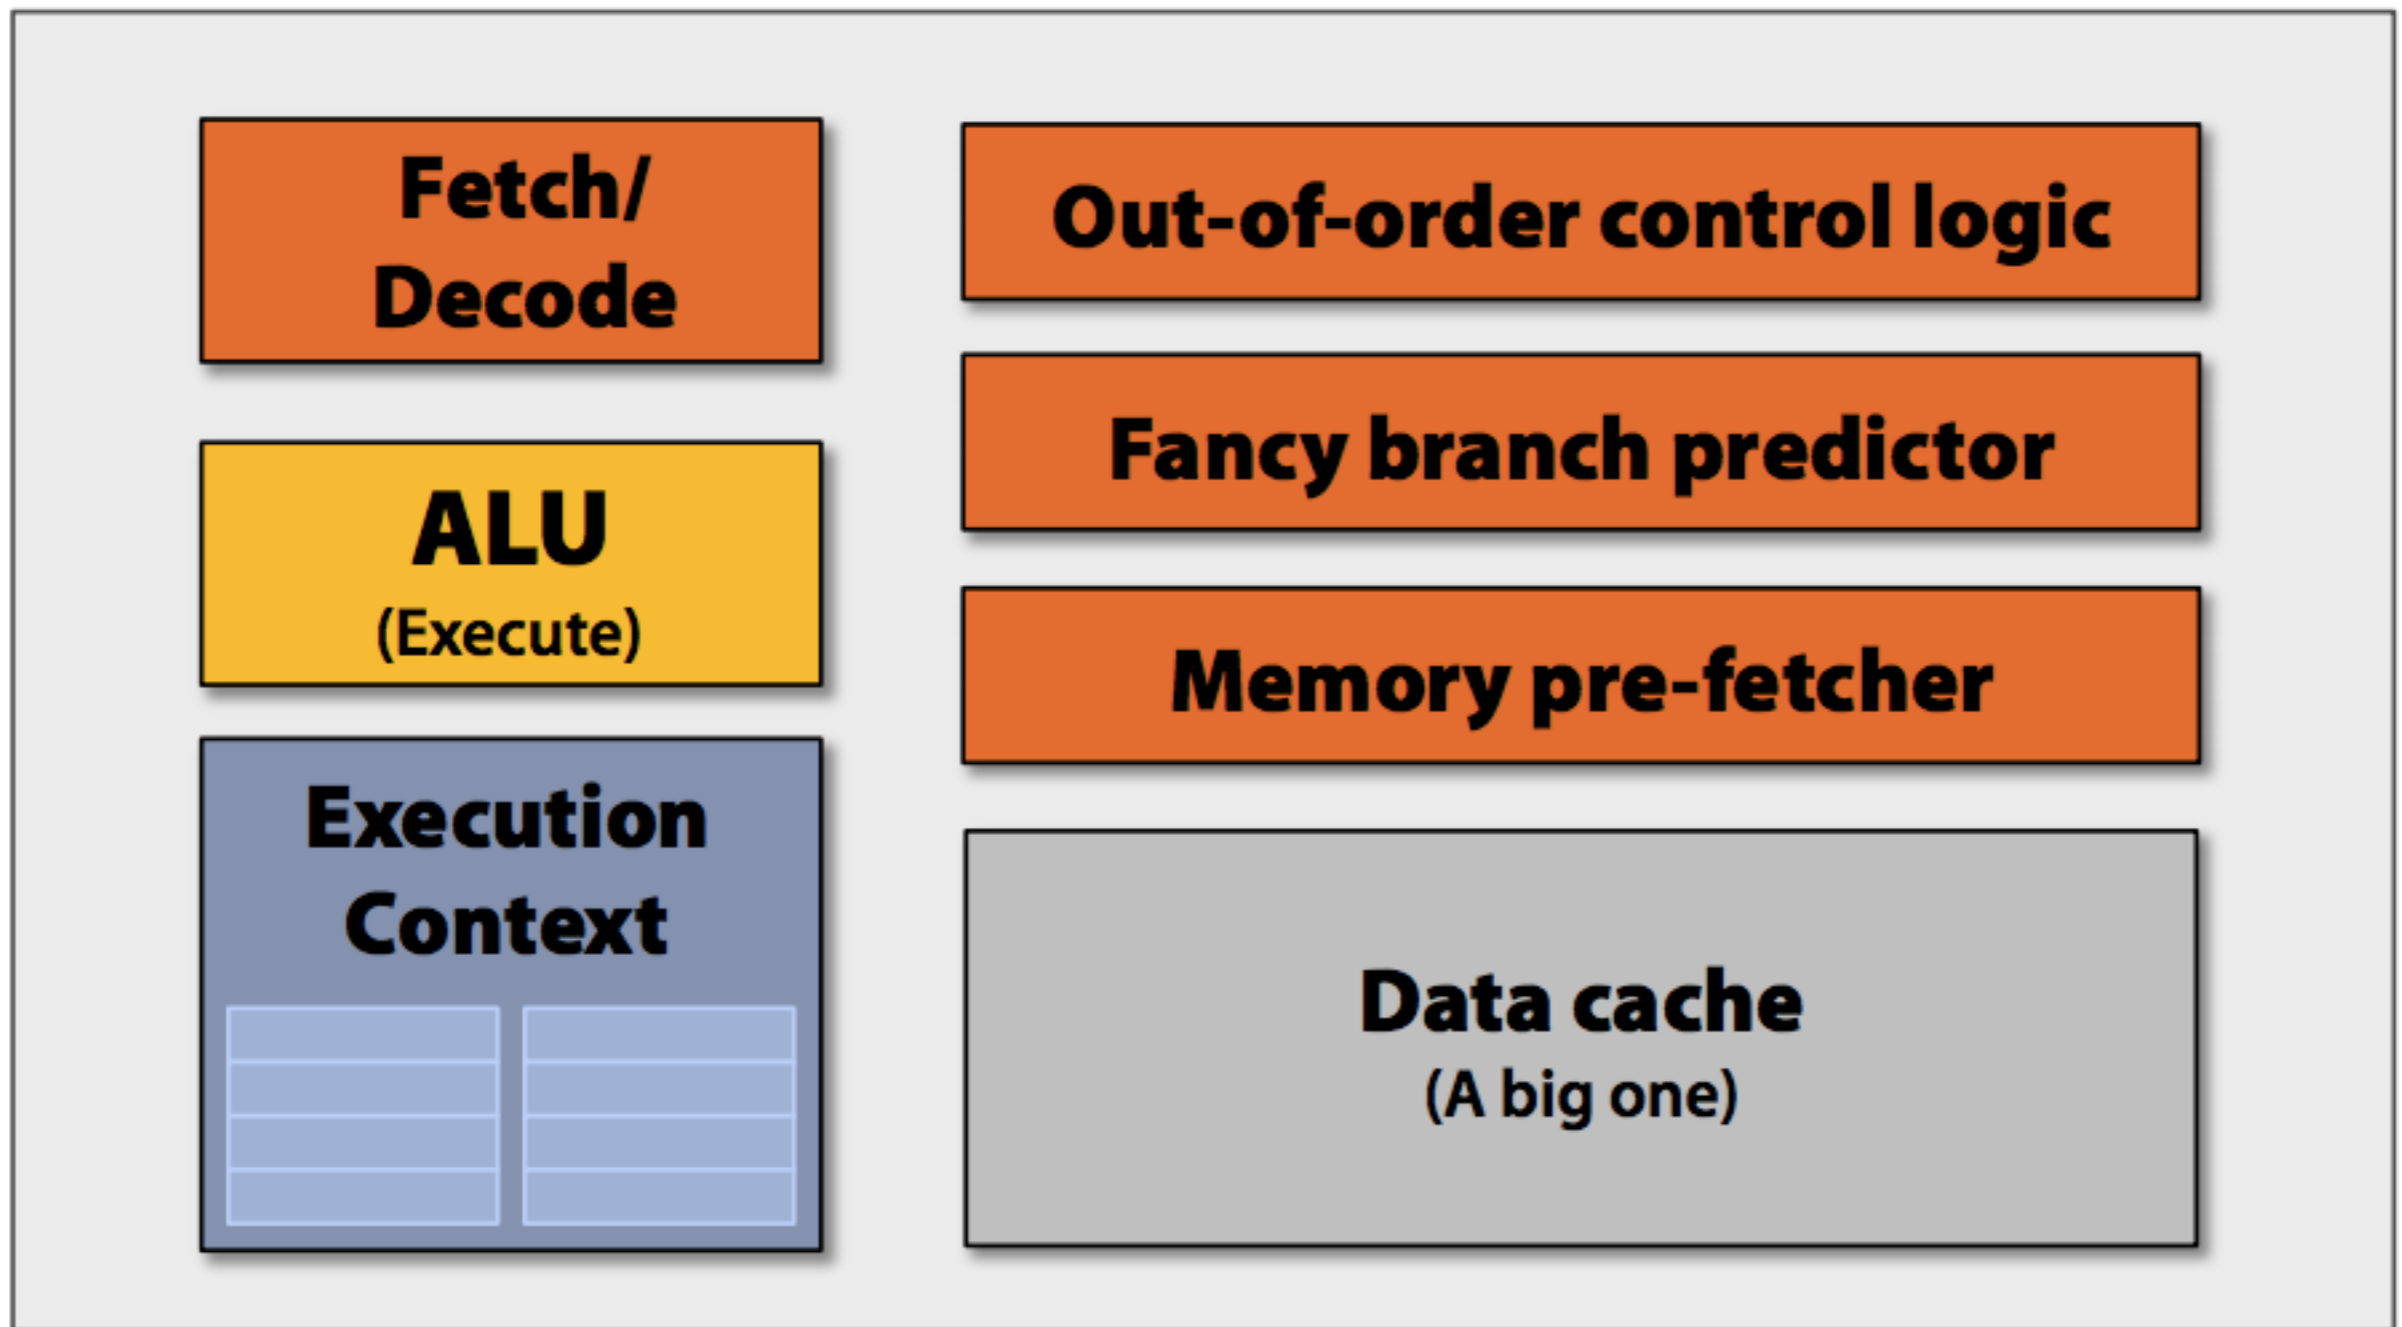 Fetch/
Decode
ALU
(Execute)
Execution
Context
Out-of-order control logic
Fancy branch predictor
Memory pre-fetcher
Data cache
(A big one)